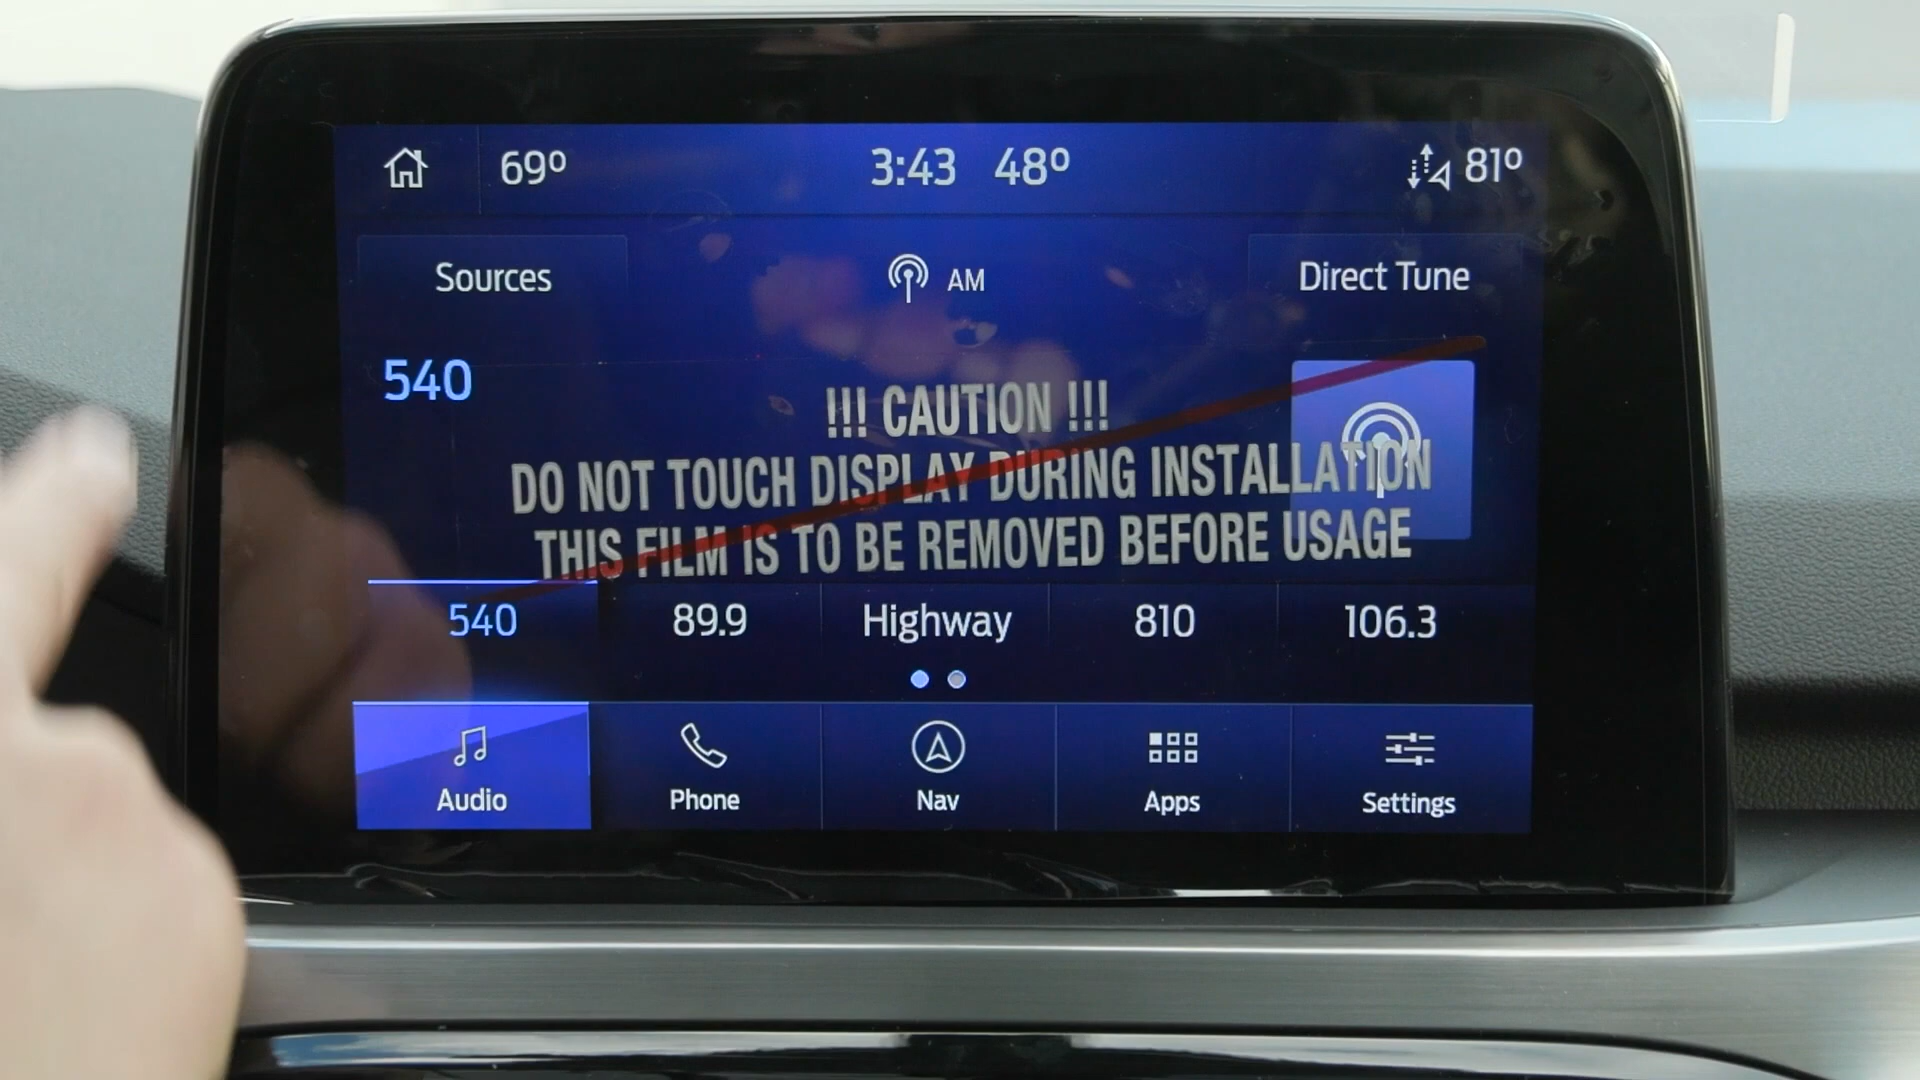 69º 3:43 48º 81º
Sources AM Direct Tune
540
!!! CAUTION !!!
DO NOT TOUCH DISPLAY DURING INSTALLATION
THIS FILM IS TO BE REMOVED BEFORE USAGE
540 89.9 Highway 810 106.3
Audio Phone Nav Apps Settings